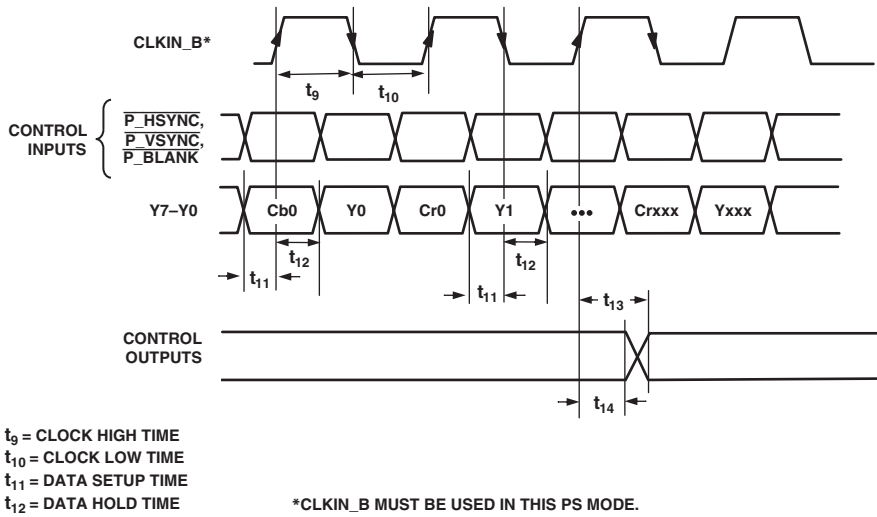 CLKIN_B*
t9
t10
CONTROL
INPUTS
P_HSYNC,
P_VSYNC,
P_BLANK
Y7–Y0
Cb0
Y0
Cr0
Y1
•••
Crxxx
Yxxx
t12
t11
t12
t11
t13
CONTROL
OUTPUTS
t14
t9 = CLOCK HIGH TIME
t10 = CLOCK LOW TIME
t11 = DATA SETUP TIME
t12 = DATA HOLD TIME
*CLKIN_B MUST BE USED IN THIS PS MODE.